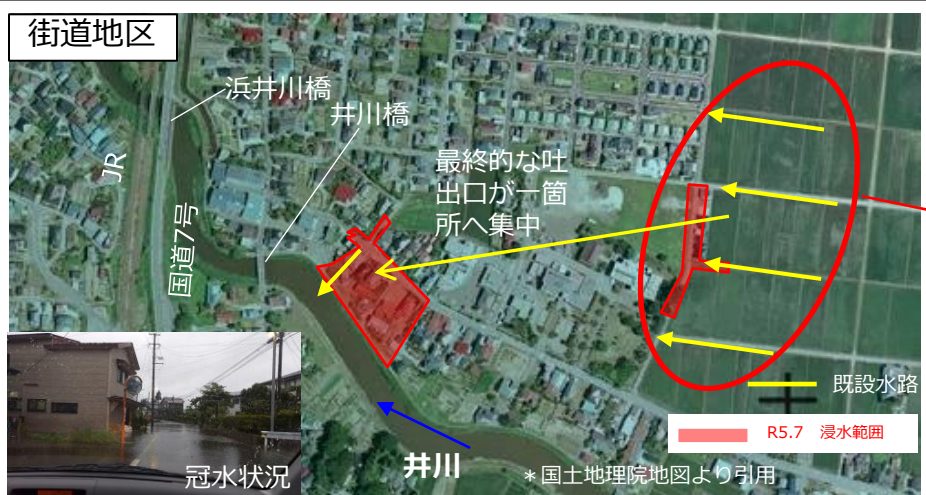 街道地区
浜井川橋
井川橋
JR
国道7号
最終的な吐
出口が一箇
所へ集中
既設水路
R5.7 浸水範囲
冠水状況
井川
*国土地理院地図より引用